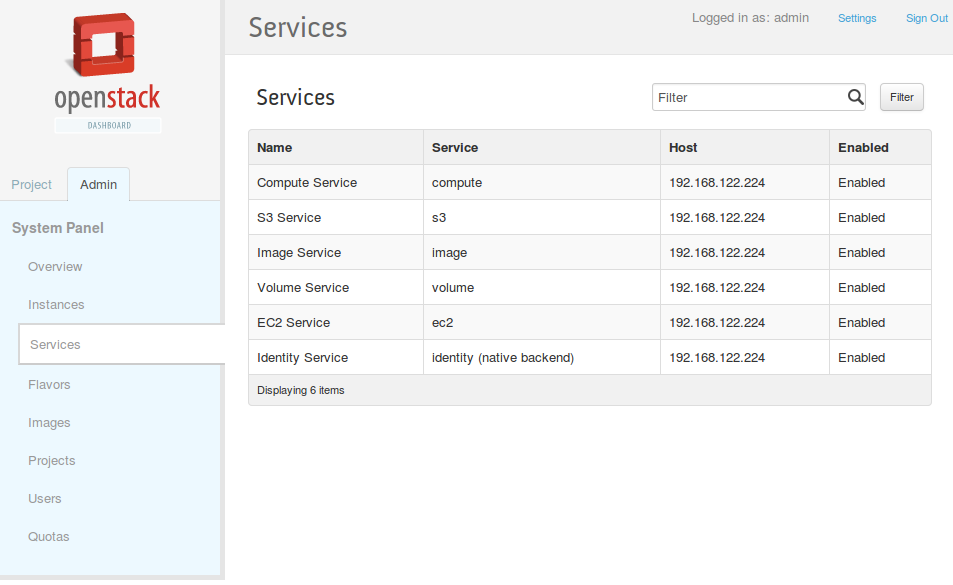 openstack
DASHBOARD
Project Admin
System Panel
Overview
Instances
Services
Flavors
Images
Projects
Users
Quotas
Services
Logged in as: admin Settings Sign Out
Services
Filter Filter
Name Service Host Enabled
Compute Service compute 192.168.122.224 Enabled
S3 Service s3 192.168.122.224 Enabled
Image Service image 192.168.122.224 Enabled
Volume Service volume 192.168.122.224 Enabled
EC2 Service ec2 192.168.122.224 Enabled
Identity Service identity (native backend) 192.168.122.224 Enabled
Displaying 6 items